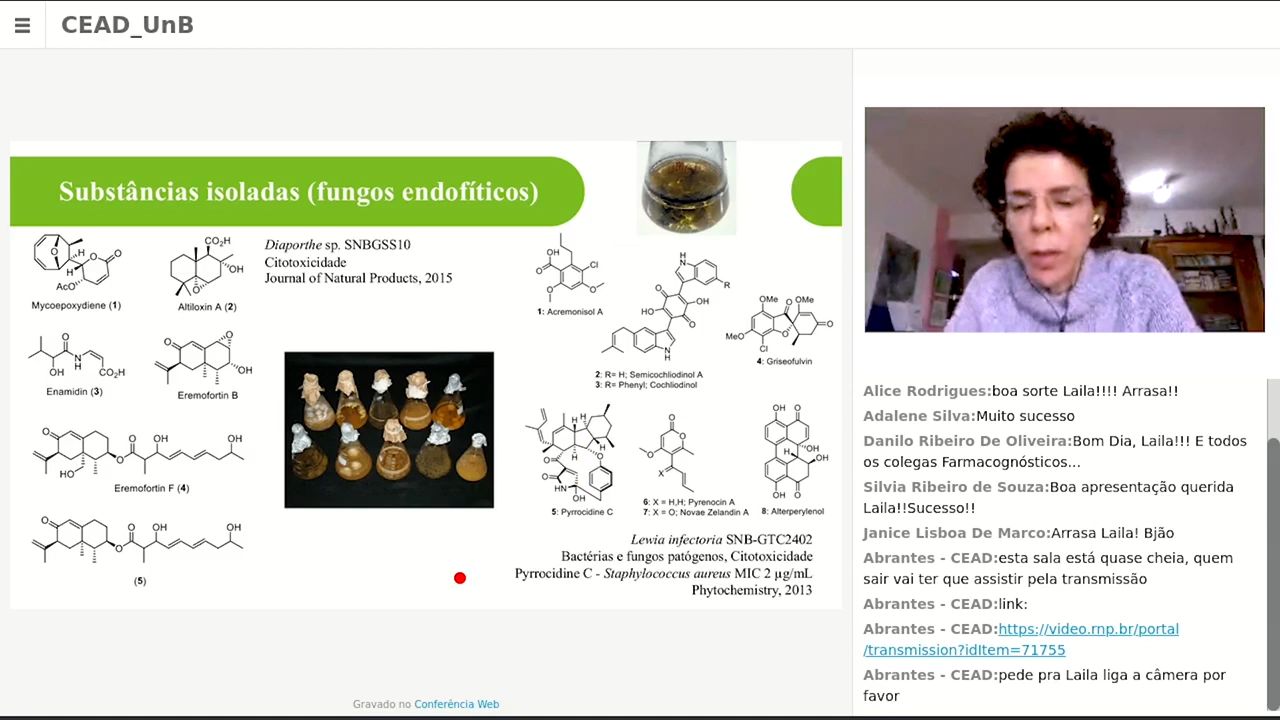 CEAD_UnB
Substâncias isoladas (fungos endofíticos)
Diaporthe sp. SNBGSS10
Citotoxicidade
Journal of Natural Products, 2015
Mycoepoxydiene (1)
Altiloxin A (2)
Enamidin (3)
Eremofortin B
Eremofortin F (4)
(5)
1: Acremonisol A
2: R= H; Semicochliodinol A
3: R= Phenyl; Cochliodinol
4: Griseofulvin
5: Pyrrocidine C
6: X = H,H; Pyrenocin A
7: X = O; Novae Zelandin A
8: Alterperylenol
Lewia infectoria SNB-GTC2402
Bactérias e fungos patógenos, Citotoxicidade
Pyrrocidine C - Staphylococcus aureus MIC 2 µg/mL
Phytochemistry, 2013
Gravado no Conferência Web
Alice Rodrigues:boa sorte Laila!!!! Arrasa!!
Adalene Silva:Muito sucesso
Danilo Ribeiro De Oliveira:Bom Dia, Laila!!! E todos
os colegas Farmacognósticos...
Silvia Ribeiro de Souza:Boa apresentação querida
Laila!!Sucesso!!
Janice Lisboa De Marco:Arrasa Laila! Bjão
Abrantes - CEAD:esta sala está quase cheia, quem
sair vai ter que assistir pela transmissão
Abrantes - CEAD:link:
Abrantes - CEAD:https://video.rnp.br/portal
/transmission?idItem=71755
Abrantes - CEAD:pede pra Laila liga a câmera por
favor